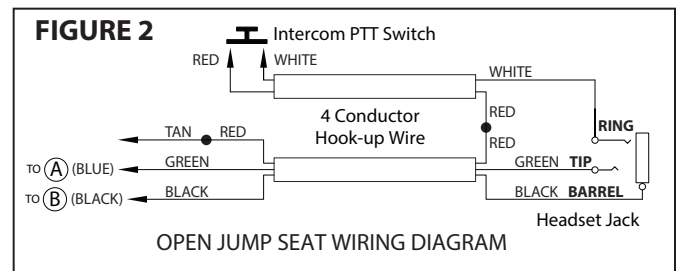 FIGURE 2
Intercom PTT Switch
RED
WHITE
WHITE
4 Conductor
Hook-up Wire
RED
RED
RING
TAN
RED
TO A (BLUE)
GREEN
GREEN TIP
TO B (BLACK)
BLACK
BLACK BARREL
Headset Jack
OPEN JUMP SEAT WIRING DIAGRAM